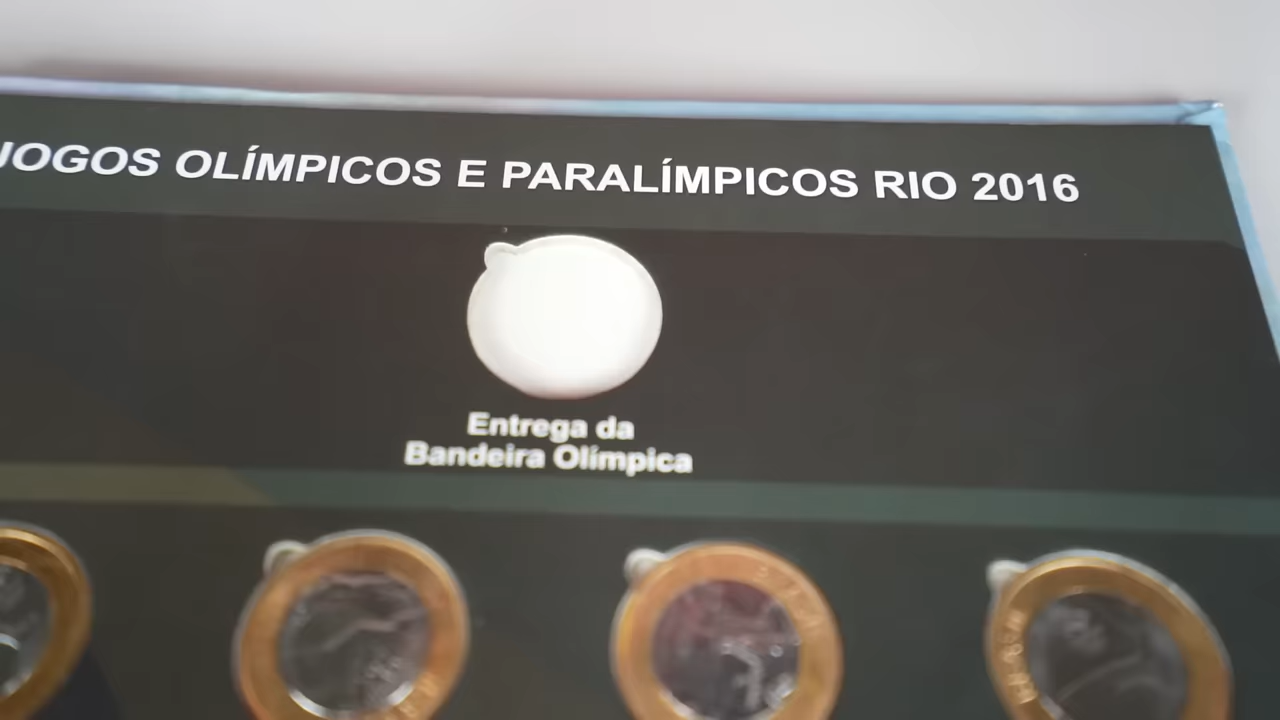 JOGOS OLÍMPICOS E PARALÍMPICOS RIO 2016
Entrega da
Bandeira Olímpica